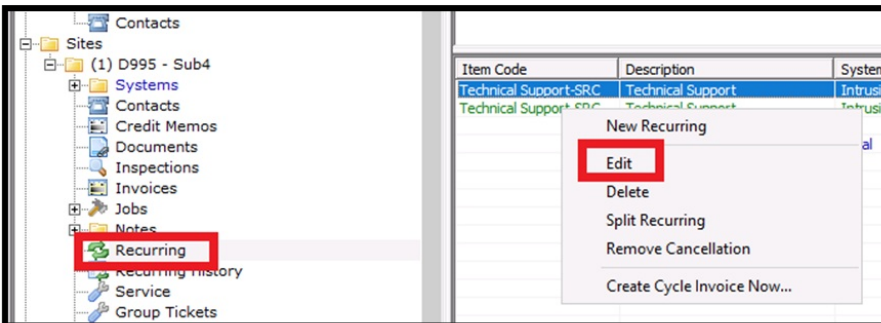 Contacts
Sites
(1) D995 - Sub4
Systems
Contacts
Credit Memos
Documents
Inspections
Invoices
Jobs
Notes
Recurring
Recurring History
Service
Group Tickets
Item Code Description System
Technical Support-SRC Technical Support Intrusi
Technical Support-SRC Technical Support Intrusi
al
New Recurring
Edit
Delete
Split Recurring
Remove Cancellation
Create Cycle Invoice Now...